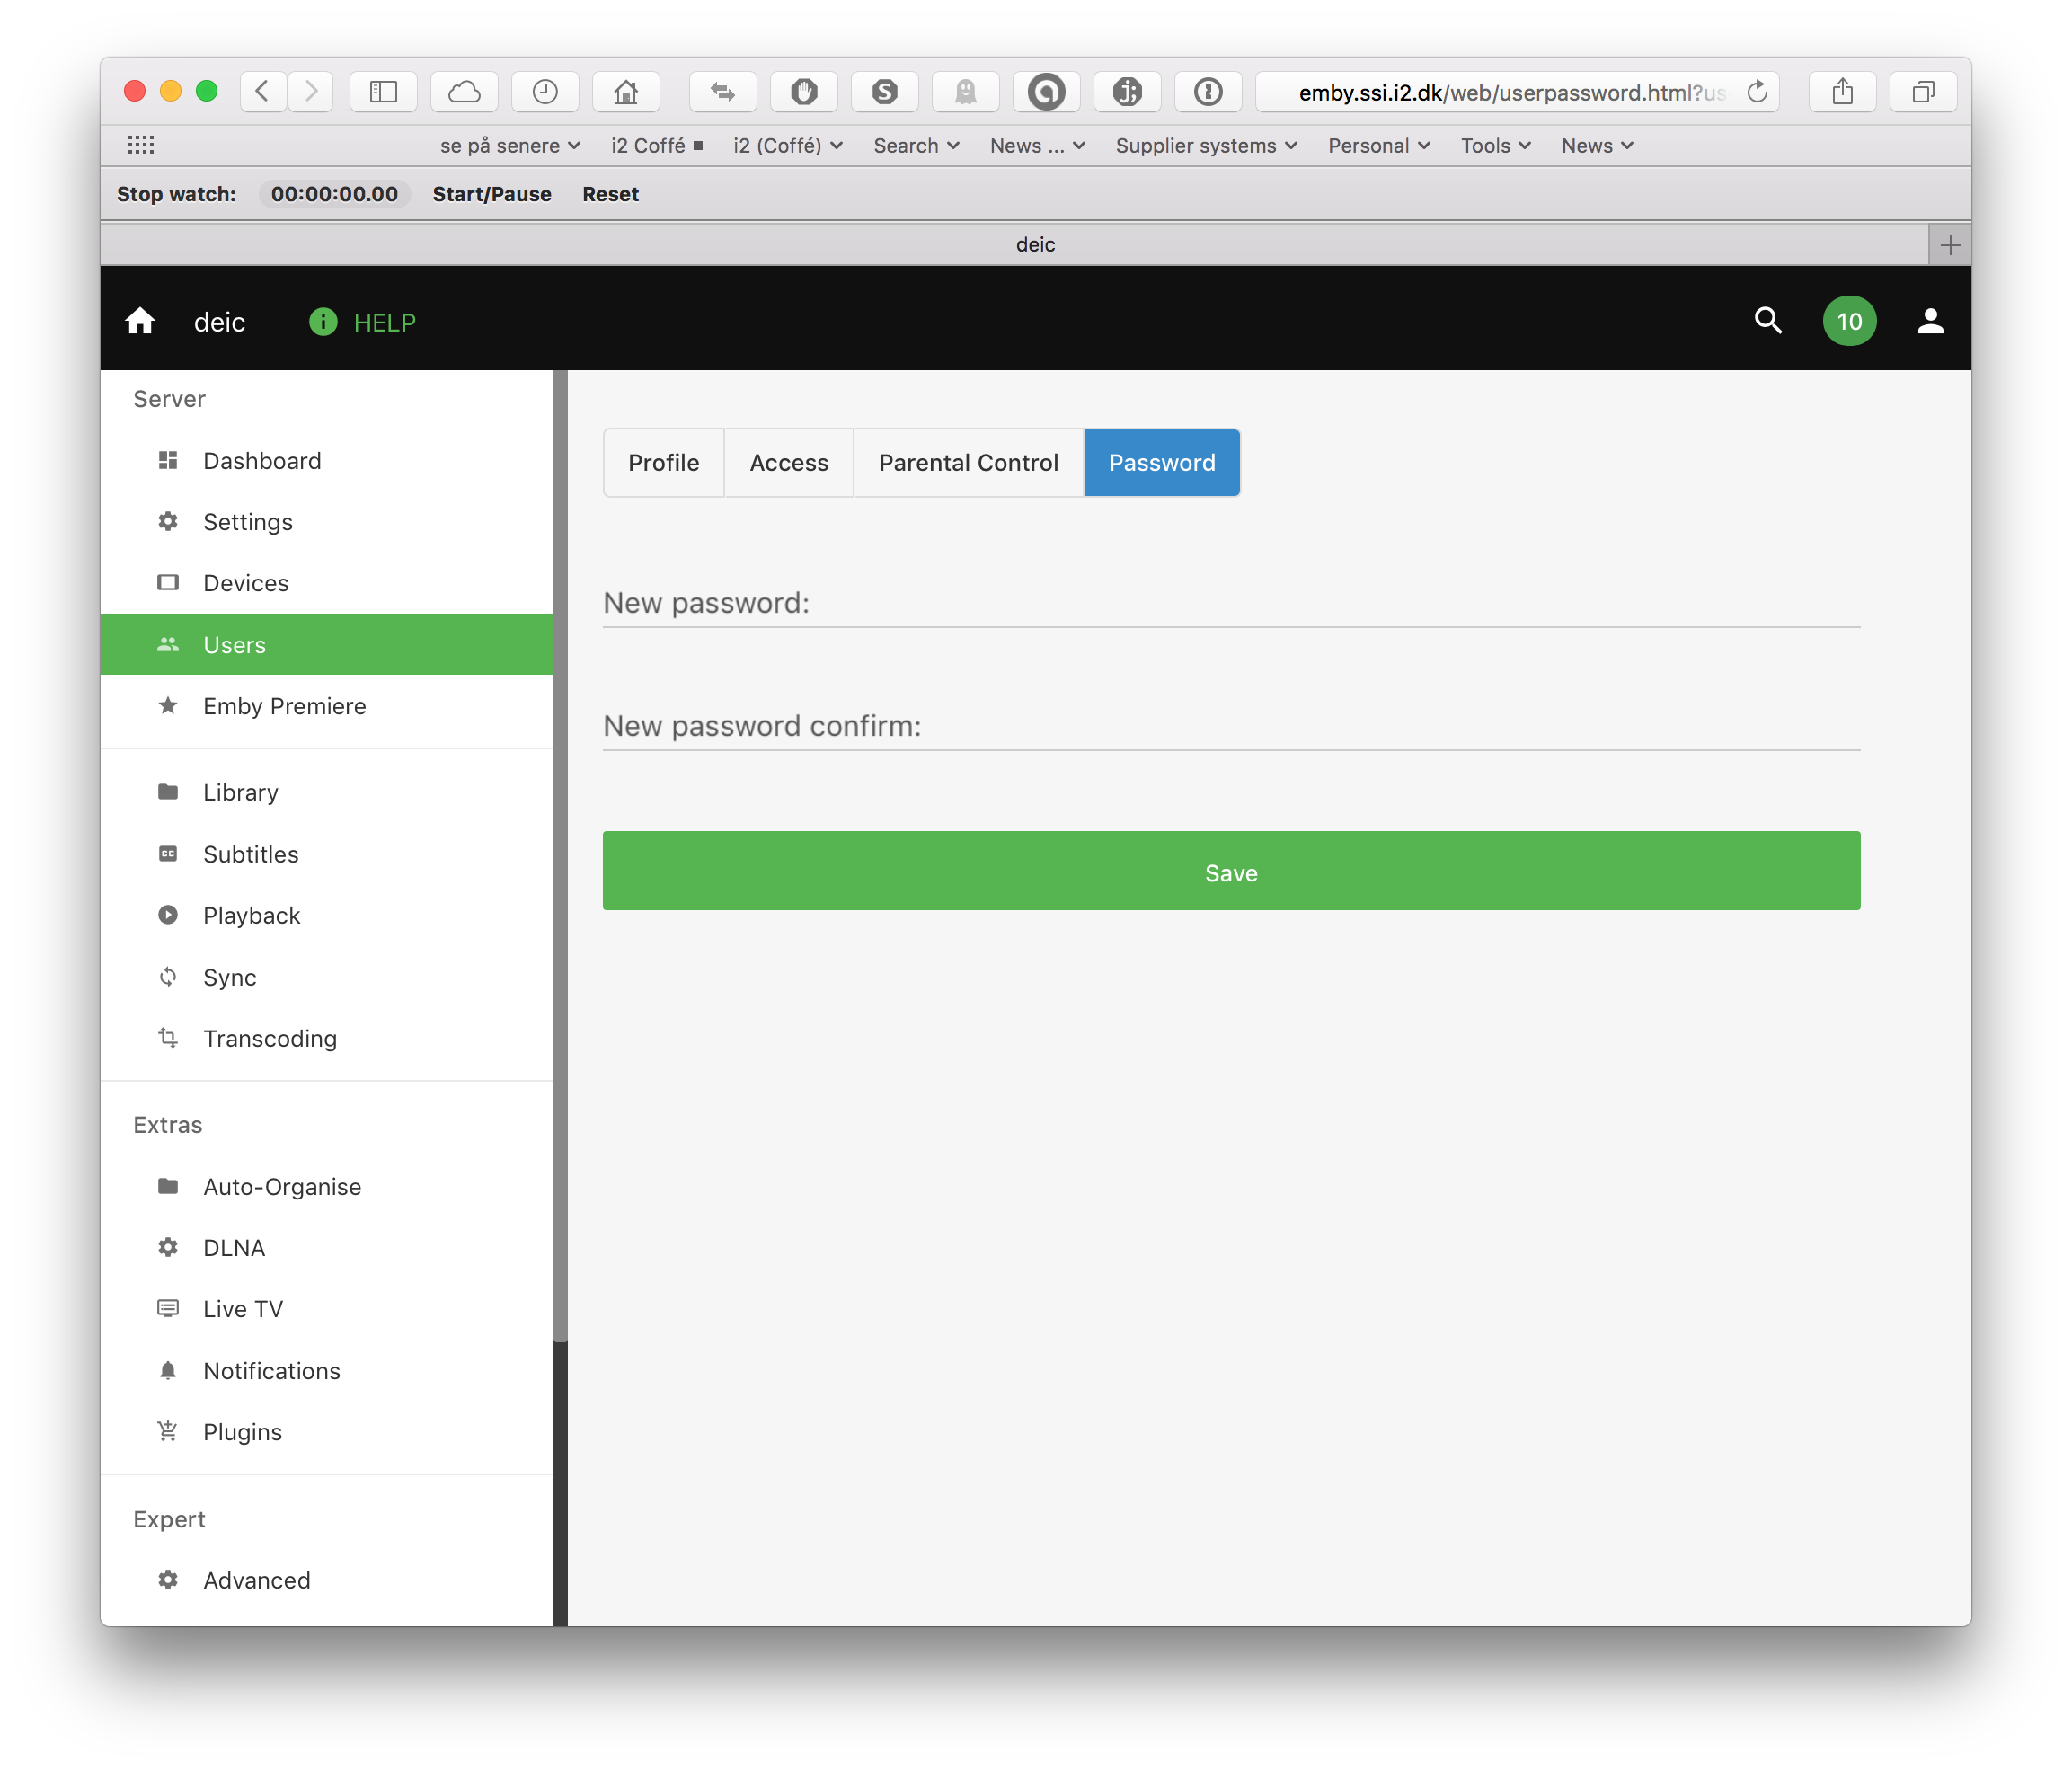 emby.ssi.i2.dk/web/userpassword.html?us
se på senere i2 Coffé i2 (Coffé) Search News ... Supplier systems Personal Tools News
Stop watch: 00:00:00.00 Start/Pause Reset
deic
deic HELP 10
Server
Dashboard
Settings
Devices
Users
Emby Premiere
Library
Subtitles
Playback
Sync
Transcoding
Extras
Auto-Organise
DLNA
Live TV
Notifications
Plugins
Expert
Advanced
Profile Access Parental Control Password
New password:
New password confirm:
Save